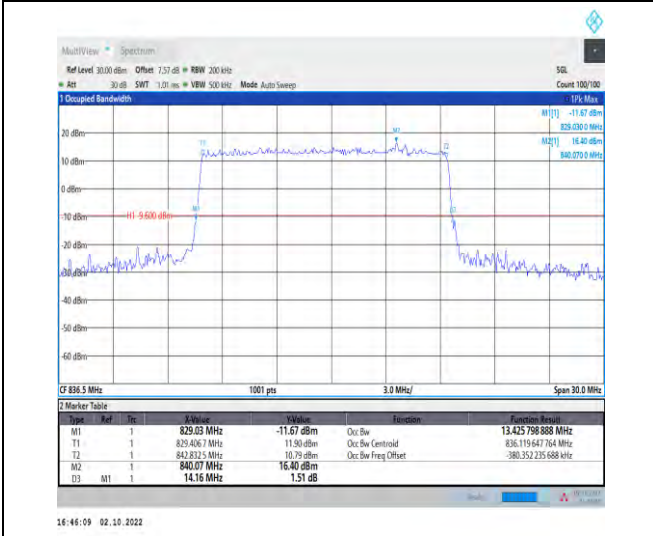 MultiView Spectrum
Ref Level 30.00 dBm Offset 7.57 dB RBW 200 kHz SGL
Att 30 dB SWT 1.01 ms VBW 500 kHz Mode Auto Sweep Count 100/100
1 Occupied Bandwidth 1Pk Max
M1[1] -11.67 dBm
829.0300 MHz
20 dBm
M2[1] 16.40 dBm
840.0700 MHz
T1 M2 T2
10 dBm
0 dBm
M1
-10 dBm H1 -9.600 dBm
-20 dBm
-30 dBm
-40 dBm
-50 dBm
-60 dBm
CF 836.5 MHz 1001 pts 3.0 MHz/ Span 30.0 MHz
2 Marker Table
Type Ref Trc X-Value Y-Value Function Function Result
M1 1 829.03 MHz -11.67 dBm Occ Bw 13.425 798 888 MHz
T1 1 829.4067 MHz 11.90 dBm Occ Bw Centroid 836.119 647 764 MHz
T2 1 842.8325 MHz 10.79 dBm Occ Bw Freq Offset -380.352 235 688 kHz
M2 1 840.07 MHz 16.40 dBm
D3 M1 1 14.16 MHz 1.51 dB
16:46:09 02.10.2022